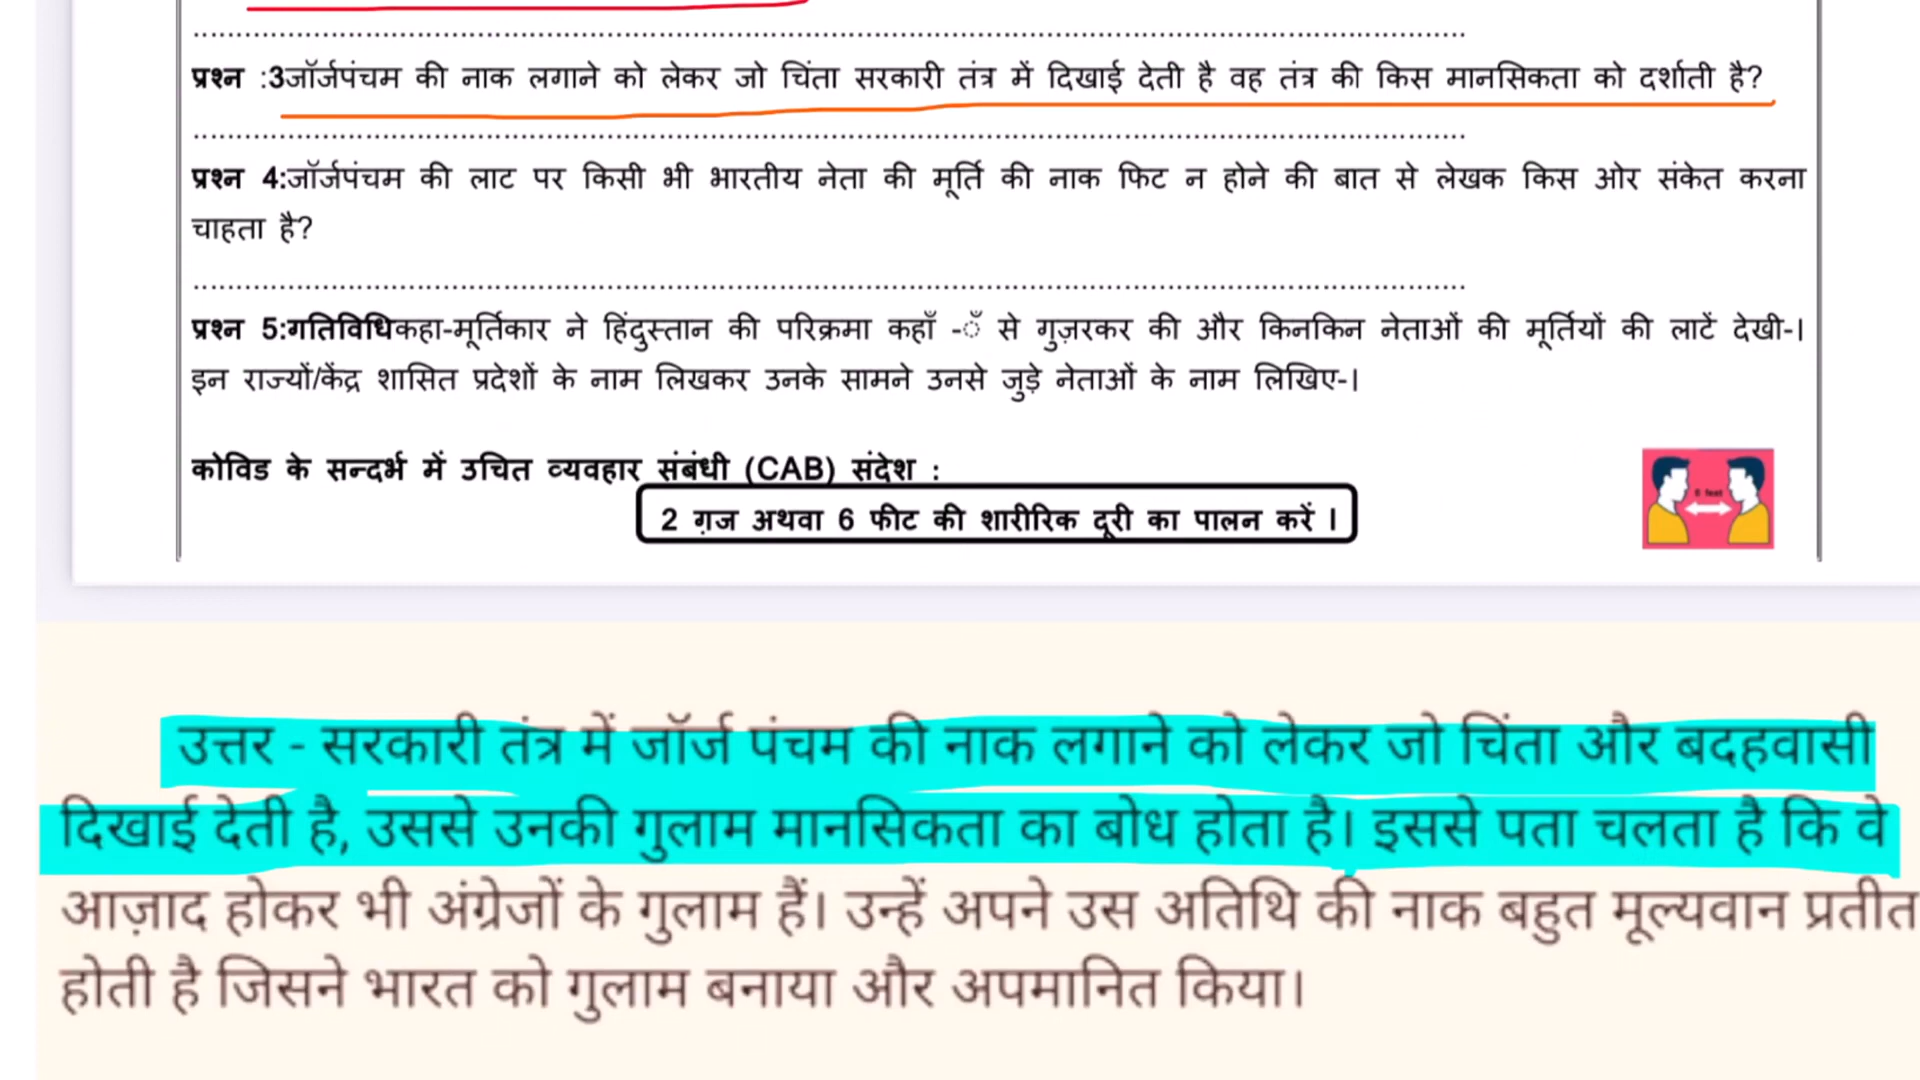 प्रश्न :3जॉर्जपंचम की नाक लगाने को लेकर जो चिंता सरकारी तंत्र में दिखाई देती है वह तंत्र की किस मानसिकता को दर्शाती है?
प्रश्न 4:जॉर्जपंचम की लाट पर किसी भी भारतीय नेता की मूर्ति की नाक फिट न होने की बात से लेखक किस ओर संकेत करना
चाहता है?
प्रश्न 5:गतिविधिकहा-मूर्तिकार ने हिंदुस्तान की परिक्रमा कहाँ -ँ से गुज़रकर की और किनकिन नेताओं की मूर्तियों की लाटें देखी-।
इन राज्यों/केंद्र शासित प्रदेशों के नाम लिखकर उनके सामने उनसे जुड़े नेताओं के नाम लिखिए-।
कोविड के सन्दर्भ में उचित व्यवहार संबंधी (CAB) संदेश :
2 ग़ज अथवा 6 फीट की शारीरिक दूरी का पालन करें ।
6 feet
उत्तर - सरकारी तंत्र में जॉर्ज पंचम की नाक लगाने को लेकर जो चिंता और बदहवासी
दिखाई देती है, उससे उनकी गुलाम मानसिकता का बोध होता है। इससे पता चलता है कि वे
आज़ाद होकर भी अंग्रेजों के गुलाम हैं। उन्हें अपने उस अतिथि की नाक बहुत मूल्यवान प्रतीत
होती है जिसने भारत को गुलाम बनाया और अपमानित किया।